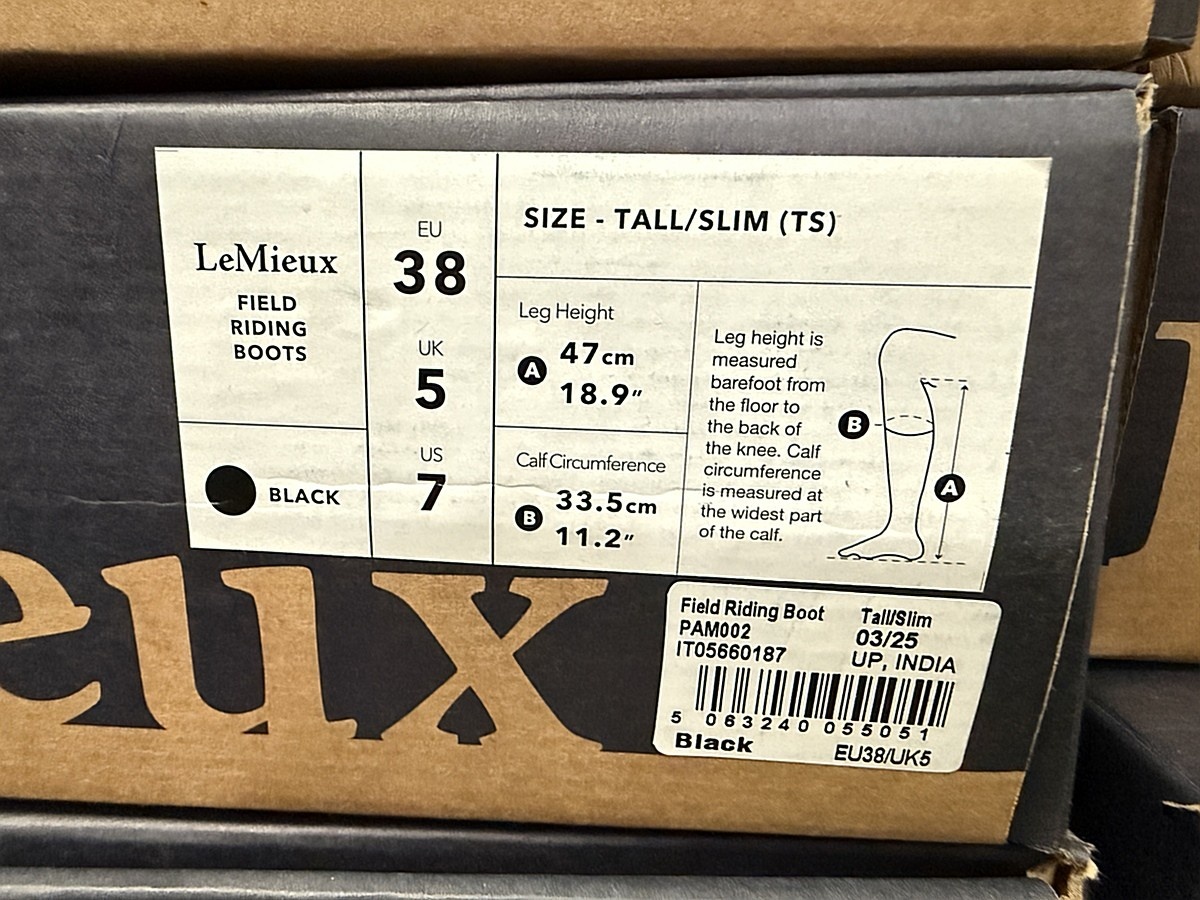 LeMieux
FIELD
RIDING
BOOTS
BLACK
EU
38
UK
5
US
7
SIZE - TALL/SLIM (TS)
Leg Height
A 47cm
18.9"
Calf Circumference
B 33.5cm
11.2"
Leg height is
measured
barefoot from
the floor to
the back of
the knee. Calf
circumference
is measured at
the widest part
of the calf.
B
A
eux
Field Riding Boot Tall/Slim
PAM002 03/25
IT05660187 UP, INDIA
5 063240 055051
Black EU38/UK5